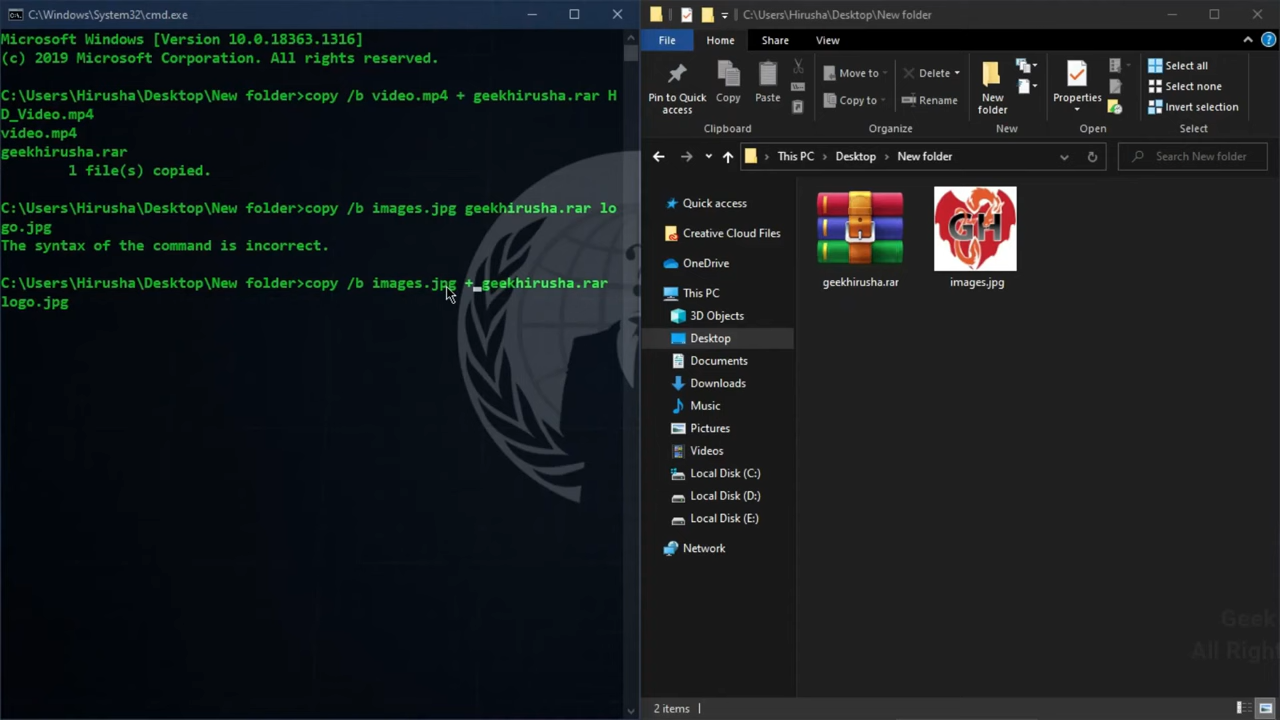 C:\Windows\System32\cmd.exe
Microsoft Windows [Version 10.0.18363.1316]
(c) 2019 Microsoft Corporation. All rights reserved.
C:\Users\Hirusha\Desktop\New folder>copy /b video.mp4 + geekhirusha.rar H
D_Video.mp4
video.mp4
geekhirusha.rar
1 file(s) copied.
C:\Users\Hirusha\Desktop\New folder>copy /b images.jpg geekhirusha.rar lo
go.jpg
The syntax of the command is incorrect.
C:\Users\Hirusha\Desktop\New folder>copy /b images.jpg +_geekhirusha.rar
logo.jpg
C:\Users\Hirusha\Desktop\New folder
File Home Share View
Pin to Quick
access
Copy
Paste
Clipboard
Move to
Copy to
Delete
Rename
Organize
New
folder
New
Properties
Open
Select all
Select none
Invert selection
Select
This PC > Desktop > New folder
Search New folder
Quick access
Creative Cloud Files
OneDrive
This PC
3D Objects
Desktop
Documents
Downloads
Music
Pictures
Videos
Local Disk (C:)
Local Disk (D:)
Local Disk (E:)
Network
geekhirusha.rar
GH
images.jpg
Geek
All Righ
2 items